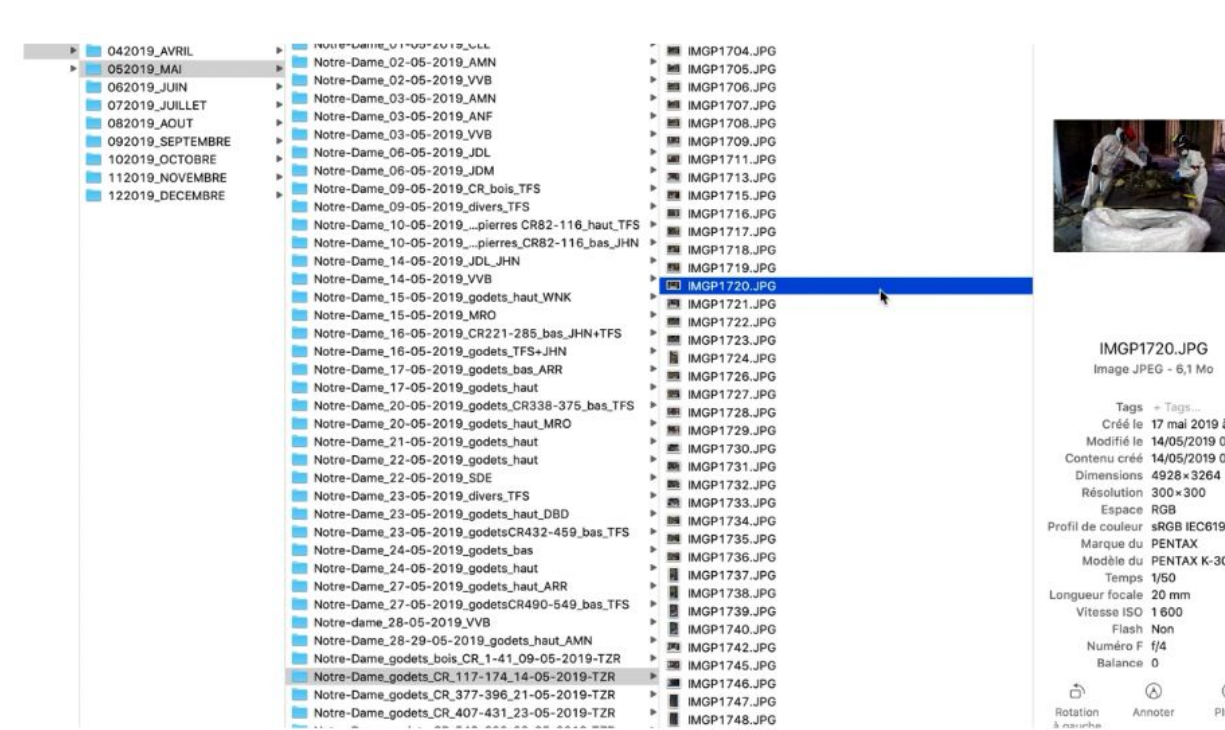 042019_AVRIL
052019_MAI
062019_JUIN
072019_JUILLET
082019_AOUT
092019_SEPTEMBRE
102019_OCTOBRE
112019_NOVEMBRE
122019_DECEMBRE
Notre-Dame_01-05-2019_CLL
Notre-Dame_02-05-2019_AMN
Notre-Dame_02-05-2019_VVB
Notre-Dame_03-05-2019_AMN
Notre-Dame_03-05-2019_ANF
Notre-Dame_03-05-2019_VVB
Notre-Dame_06-05-2019_JDL
Notre-Dame_06-05-2019_JDM
Notre-Dame_09-05-2019_CR_bois_TFS
Notre-Dame_09-05-2019_divers_TFS
Notre-Dame_10-05-2019_...pierres CR82-116_haut_TFS
Notre-Dame_10-05-2019_...pierres_CR82-116_bas_JHN
Notre-Dame_14-05-2019_JDL_JHN
Notre-Dame_14-05-2019_VVB
Notre-Dame_15-05-2019_godets_haut_WNK
Notre-Dame_15-05-2019_MRO
Notre-Dame_16-05-2019_CR221-285_bas_JHN+TFS
Notre-Dame_16-05-2019_godets_TFS+JHN
Notre-Dame_17-05-2019_godets_bas_ARR
Notre-Dame_17-05-2019_godets_haut
Notre-Dame_20-05-2019_godets_CR338-375_bas_TFS
Notre-Dame_20-05-2019_godets_haut_MRO
Notre-Dame_21-05-2019_godets_haut
Notre-Dame_22-05-2019_godets_haut
Notre-Dame_22-05-2019_SDE
Notre-Dame_23-05-2019_divers_TFS
Notre-Dame_23-05-2019_godets_haut_DBD
Notre-Dame_23-05-2019_godetsCR432-459_bas_TFS
Notre-Dame_24-05-2019_godets_bas
Notre-Dame_24-05-2019_godets_haut
Notre-Dame_27-05-2019_godets_haut_ARR
Notre-Dame_27-05-2019_godetsCR490-549_bas_TFS
Notre-dame_28-05-2019_VVB
Notre-Dame_28-29-05-2019_godets_haut_AMN
Notre-Dame_godets_bois_CR_1-41_09-05-2019-TZR
Notre-Dame_godets_CR_117-174_14-05-2019-TZR
Notre-Dame_godets_CR_377-396_21-05-2019-TZR
Notre-Dame_godets_CR_407-431_23-05-2019-TZR
IMGP1704.JPG
IMGP1705.JPG
IMGP1706.JPG
IMGP1707.JPG
IMGP1708.JPG
IMGP1709.JPG
IMGP1711.JPG
IMGP1713.JPG
IMGP1715.JPG
IMGP1716.JPG
IMGP1717.JPG
IMGP1718.JPG
IMGP1719.JPG
IMGP1720.JPG
IMGP1721.JPG
IMGP1722.JPG
IMGP1723.JPG
IMGP1724.JPG
IMGP1726.JPG
IMGP1727.JPG
IMGP1728.JPG
IMGP1729.JPG
IMGP1730.JPG
IMGP1731.JPG
IMGP1732.JPG
IMGP1733.JPG
IMGP1734.JPG
IMGP1735.JPG
IMGP1736.JPG
IMGP1737.JPG
IMGP1738.JPG
IMGP1739.JPG
IMGP1740.JPG
IMGP1742.JPG
IMGP1745.JPG
IMGP1746.JPG
IMGP1747.JPG
IMGP1748.JPG
IMGP1720.JPG
Image JPEG - 6,1 Mo
Tags + Tags...
Créé le 17 mai 2019 à
Modifié le 14/05/2019 0
Contenu créé 14/05/2019 0
Dimensions 4928×3264
Résolution 300×300
Espace RGB
Profil de couleur sRGB IEC619
Marque du PENTAX
Modèle du PENTAX K-30
Temps 1/50
Longueur focale 20 mm
Vitesse ISO 1 600
Flash Non
Numéro F f/4
Balance 0
Rotation
à gauche
Annoter